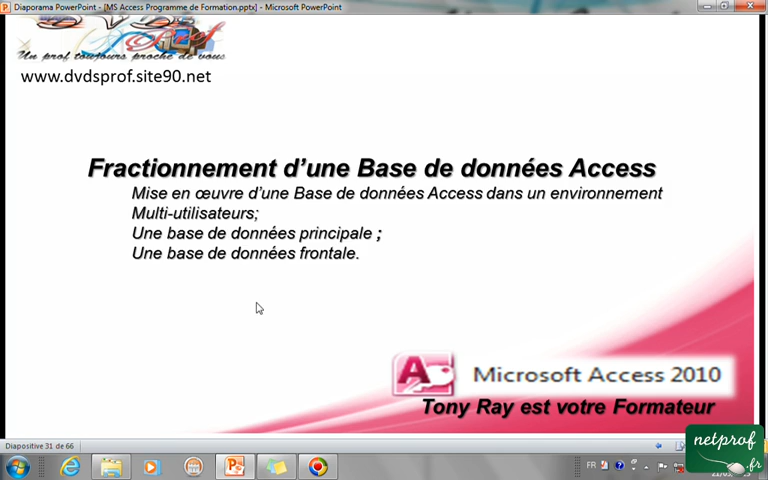 Diaporama PowerPoint - [MS Access Programme de Formation.pptx] - Microsoft PowerPoint
Un prof toujours proche de vous
www.dvdsprof.site90.net
Fractionnement d'une Base de données Access
Mise en œuvre d'une Base de données Access dans un environnement
Multi-utilisateurs;
Une base de données principale ;
Une base de données frontale.
Microsoft Access 2010
Tony Ray est votre Formateur
Diapositive 31 de 66
FR
netprof
.fr